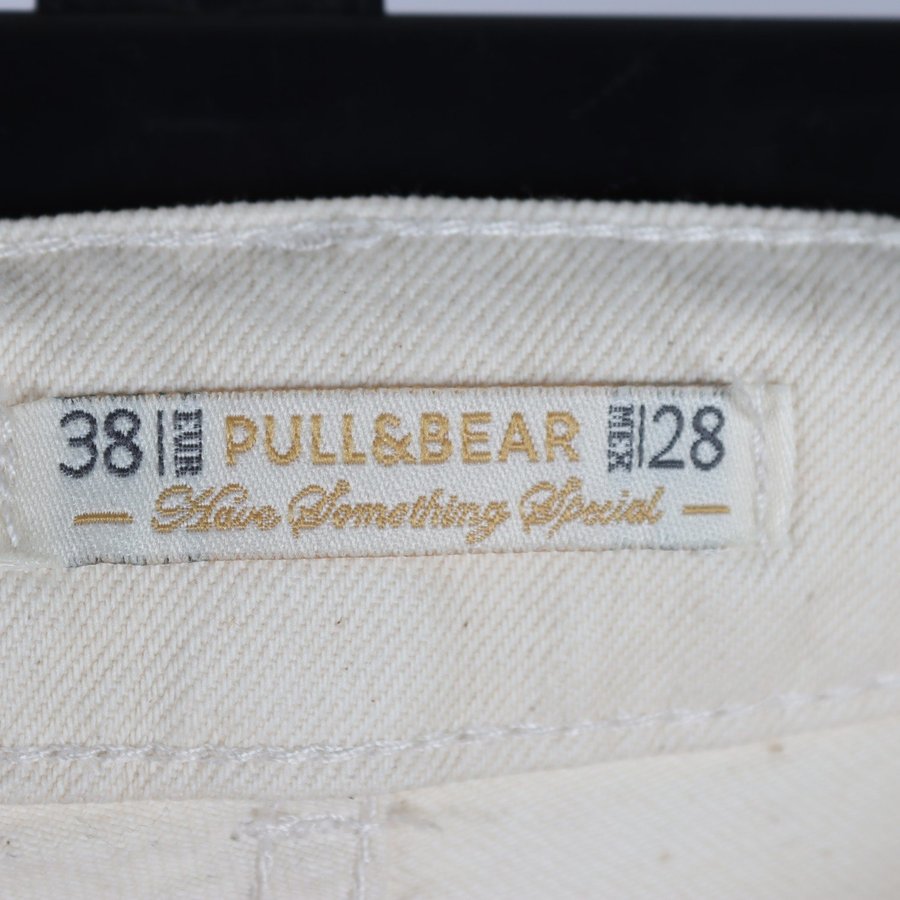 38 EUR PULL&BEAR MEX 28
Have Something Special